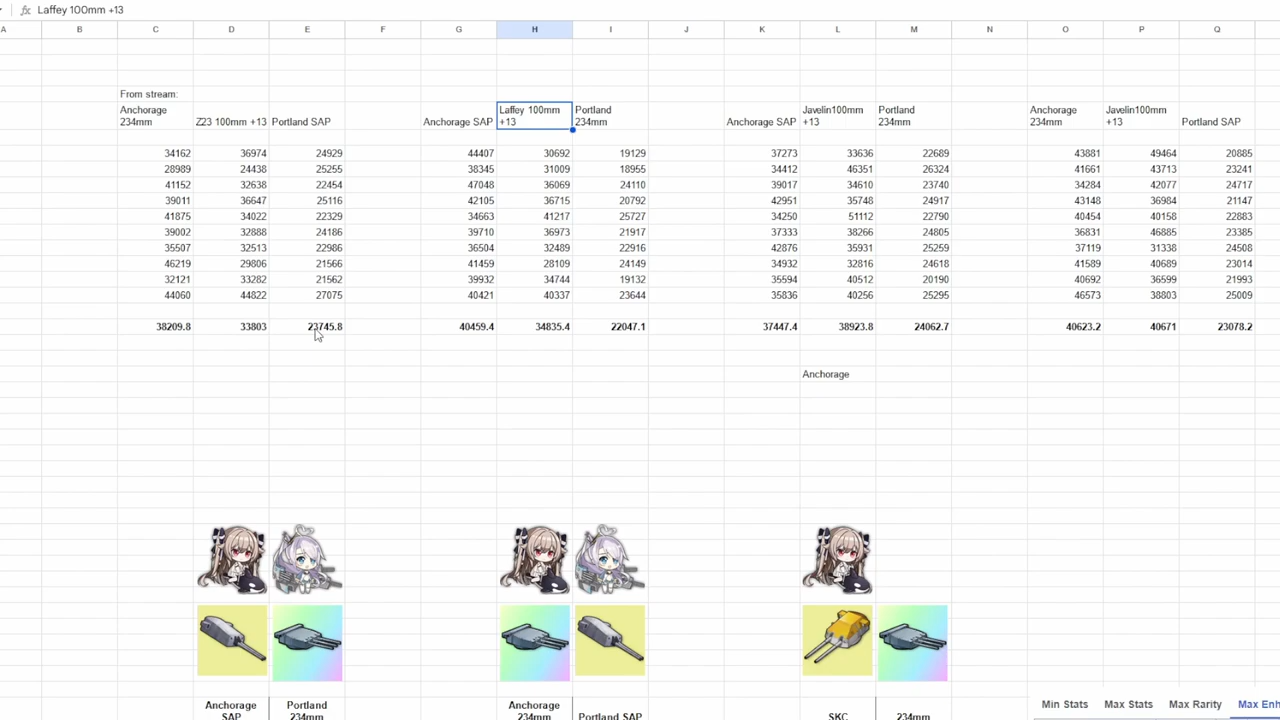 fx Laffey 100mm +13
A B C D E F G H I J K L M N O P Q
From stream:
Anchorage 234mm Z23 100mm +13 Portland SAP Anchorage SAP Laffey 100mm +13 Portland 234mm Anchorage SAP Javelin100mm +13 Portland 234mm Anchorage 234mm Javelin100mm +13 Portland SAP
34162 36974 24929 44407 30692 19129 37273 33636 22689 43881 49464 20885
28989 24438 25255 38345 31009 18955 34412 46351 26324 41661 43713 23241
41152 32638 22454 47048 36069 24110 39017 34610 23740 34284 42077 24717
39011 36647 25116 42105 36715 20792 42951 35748 24917 43148 36984 21147
41875 34022 22329 34663 41217 25727 34250 51112 22790 40454 40158 22883
39002 32888 24186 39710 36973 21917 37333 38266 24805 36831 46885 23385
35507 32513 22986 36504 32489 22916 42876 35931 25259 37119 31338 24508
46219 29806 21566 41459 28109 24149 34932 32816 24618 41589 40689 23014
32121 33282 21562 39932 34744 19132 35594 40512 20190 40692 36599 21993
44060 44822 27075 40421 40337 23644 35836 40256 25295 46573 38803 25009
38209.8 33803 23745.8 40459.4 34835.4 22047.1 37447.4 38923.8 24062.7 40623.2 40671 23078.2
Anchorage
Anchorage SAP Portland 234mm Anchorage 234mm Portland SAP SKC 234mm
Min Stats Max Stats Max Rarity Max Enh